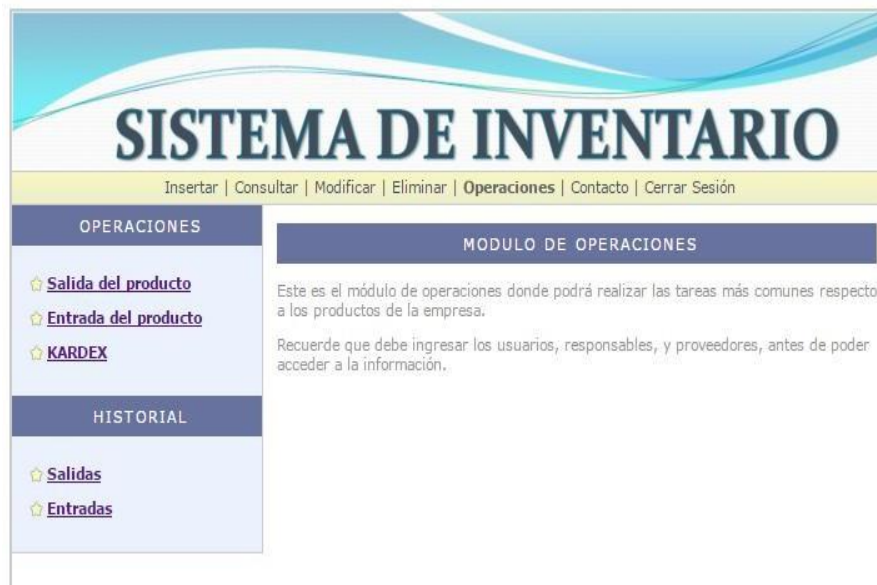 SISTEMA DE INVENTARIO
Insertar | Consultar | Modificar | Eliminar | Operaciones | Contacto | Cerrar Sesión
OPERACIONES
Salida del producto
Entrada del producto
KARDEX
HISTORIAL
Salidas
Entradas
MODULO DE OPERACIONES
Este es el módulo de operaciones donde podrá realizar las tareas más comunes respecto
a los productos de la empresa.
Recuerde que debe ingresar los usuarios, responsables, y proveedores, antes de poder
acceder a la información.